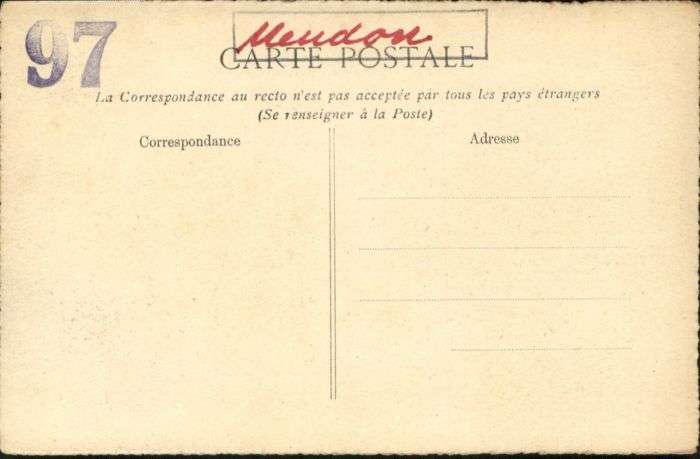 97
Meudon
CARTE POSTALE
La Correspondance au recto n'est pas acceptée par tous les pays étrangers
(Se renseigner à la Poste)
Correspondance
Adresse